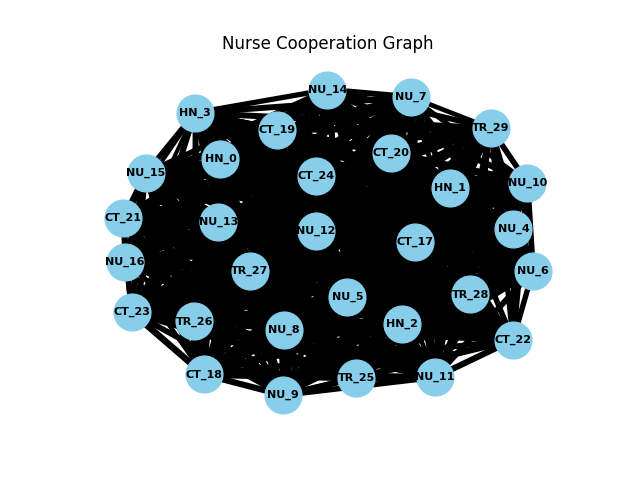 Nurse Cooperation Graph
NU_14
NU_7
HN_3
CT_19
TR_29
CT_20
HN_0
NU_15
CT_24
NU_10
HN_1
CT_21
NU_13
NU_4
NU_12
CT_17
NU_16
TR_27
NU_6
NU_5
TR_28
CT_23
TR_26
HN_2
NU_8
CT_22
CT_18
TR_25
NU_11
NU_9